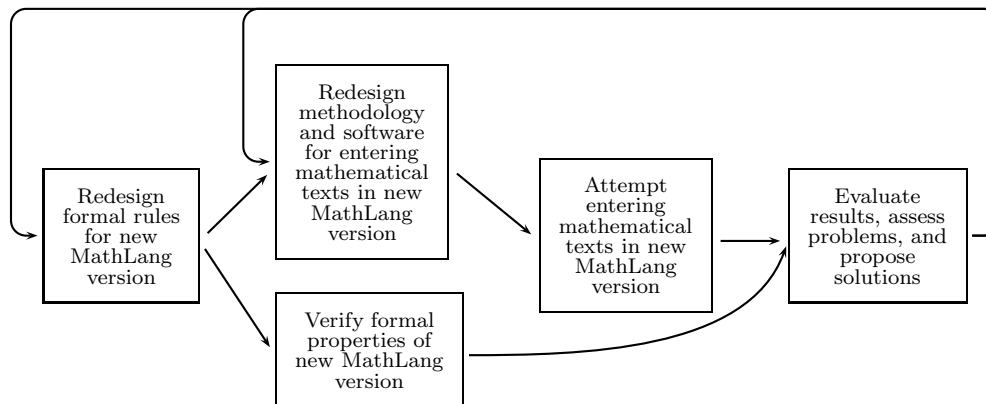 Redesign
formal rules
for new
MathLang
version
Redesign
methodology
and software
for entering
mathematical
texts in new
MathLang
version
Verify formal
properties of
new MathLang
version
Attempt
entering
mathematical
texts in new
MathLang
version
Evaluate
results, assess
problems, and
propose
solutions